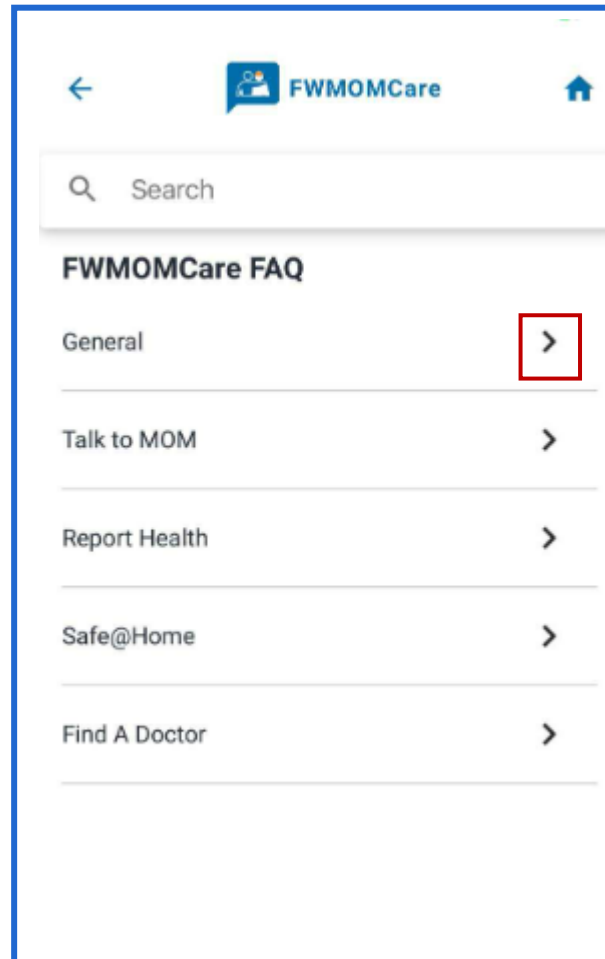 FWMOMCare
Search
FWMOMCare FAQ
General
Talk to MOM
Report Health
Safe@Home
Find A Doctor